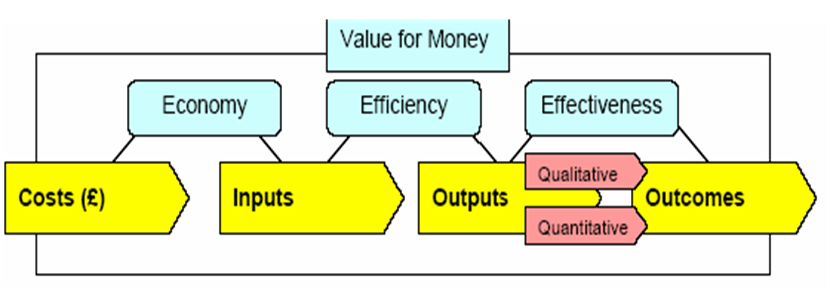 Value for Money
Economy
Efficiency
Effectiveness
Costs (£)
Inputs
Outputs
Qualitative
Quantitative
Outcomes